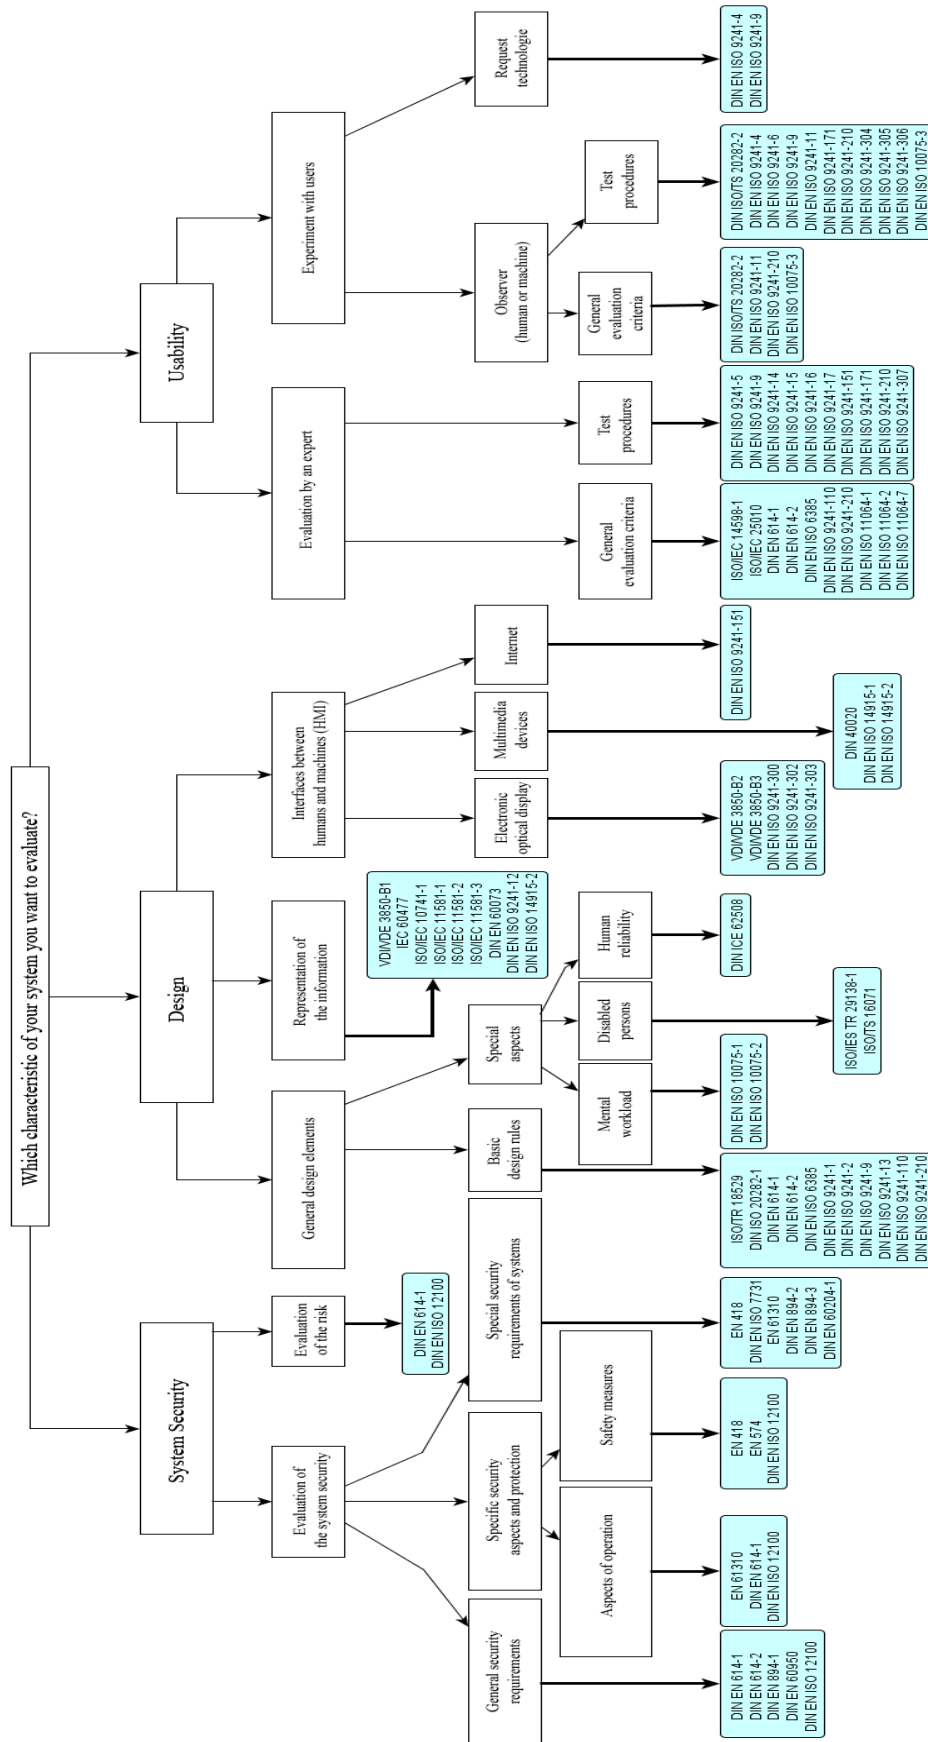 Which characteristic of your system you want to evaluate?
System Security
Design
Usability
Evaluation of
the system security
Evaluation
of the risk
General design elements
Representation of
the information
Interfaces between
humans and machines (HMI)
Evaluation by an expert
Experiment with users
DIN EN 614-1
DIN EN ISO 12100
VDI/VDE 3850-B1
IEC 60477
ISO/IEC 10741-1
ISO/IEC 11581-1
ISO/IEC 11581-2
ISO/IEC 11581-3
DIN EN 60073
DIN EN ISO 9241-12
DIN EN ISO 14915-2
General security
requirements
Specific security
aspects and protection
Special security
requirements of systems
Basic
design rules
Special
aspects
Electronic
optical display
Multimedia
devices
Internet
Observer
(human or machine)
Request
technologie
Aspects of operation
Safety measures
Mental
workload
Disabled
persons
Human
reliability
General
evaluation criteria
Test
procedures
General
evaluation
criteria
Test
procedures
DIN EN 614-1
DIN EN 614-2
DIN EN 894-1
DIN EN 60950
DIN EN ISO 12100
EN 61310
DIN EN 614-1
DIN EN ISO 12100
EN 418
EN 574
DIN EN ISO 12100
EN 418
DIN EN ISO 7731
EN 61310
DIN EN 894-2
DIN EN 894-3
DIN EN 60204-1
ISO/TR 18529
DIN ISO 20282-1
DIN EN 614-1
DIN EN 614-2
DIN EN ISO 6385
DIN EN ISO 9241-1
DIN EN ISO 9241-2
DIN EN ISO 9241-9
DIN EN ISO 9241-13
DIN EN ISO 9241-110
DIN EN ISO 9241-210
DIN EN ISO 10075-1
DIN EN ISO 10075-2
ISO/IES TR 29138-1
ISO/TS 16071
DIN ICE 62508
VDI/VDE 3850-B2
VDI/VDE 3850-B3
DIN EN ISO 9241-300
DIN EN ISO 9241-302
DIN EN ISO 9241-303
DIN 40020
DIN EN ISO 14915-1
DIN EN ISO 14915-2
DIN EN ISO 9241-151
ISO/IEC 14598-1
ISO/IEC 25010
DIN EN 614-1
DIN EN 614-2
DIN EN ISO 6385
DIN EN ISO 9241-110
DIN EN ISO 9241-210
DIN EN ISO 11064-1
DIN EN ISO 11064-2
DIN EN ISO 11064-7
DIN EN ISO 9241-5
DIN EN ISO 9241-9
DIN EN ISO 9241-14
DIN EN ISO 9241-15
DIN EN ISO 9241-16
DIN EN ISO 9241-17
DIN EN ISO 9241-151
DIN EN ISO 9241-171
DIN EN ISO 9241-210
DIN EN ISO 9241-307
DIN ISO/TS 20282-2
DIN EN ISO 9241-11
DIN EN ISO 9241-210
DIN EN ISO 10075-3
DIN ISO/TS 20282-2
DIN EN ISO 9241-4
DIN EN ISO 9241-6
DIN EN ISO 9241-9
DIN EN ISO 9241-11
DIN EN ISO 9241-171
DIN EN ISO 9241-210
DIN EN ISO 9241-304
DIN EN ISO 9241-305
DIN EN ISO 9241-306
DIN EN ISO 10075-3
DIN EN ISO 9241-4
DIN EN ISO 9241-9